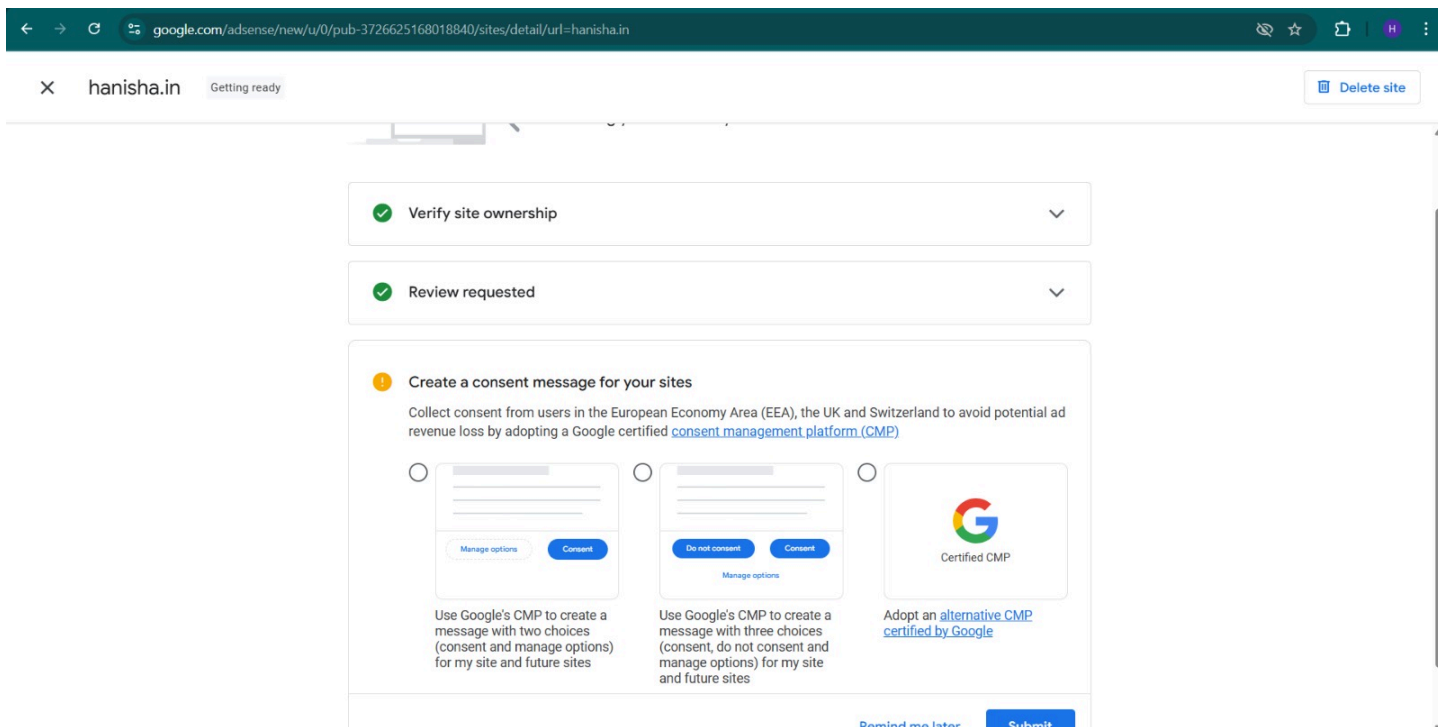 google.com/adsense/new/u/0/pub-3726625168018840/sites/detail/url=hanisha.in
H
hanisha.in Getting ready
Delete site
Verify site ownership
Review requested
Create a consent message for your sites
Collect consent from users in the European Economy Area (EEA), the UK and Switzerland to avoid potential ad
revenue loss by adopting a Google certified consent management platform (CMP)
Manage options Consent
Do not consent Consent
Manage options
Certified CMP
Use Google's CMP to create a
message with two choices
(consent and manage options)
for my site and future sites
Use Google's CMP to create a
message with three choices
(consent, do not consent and
manage options) for my site
and future sites
Adopt an alternative CMP
certified by Google
Remind me later Submit